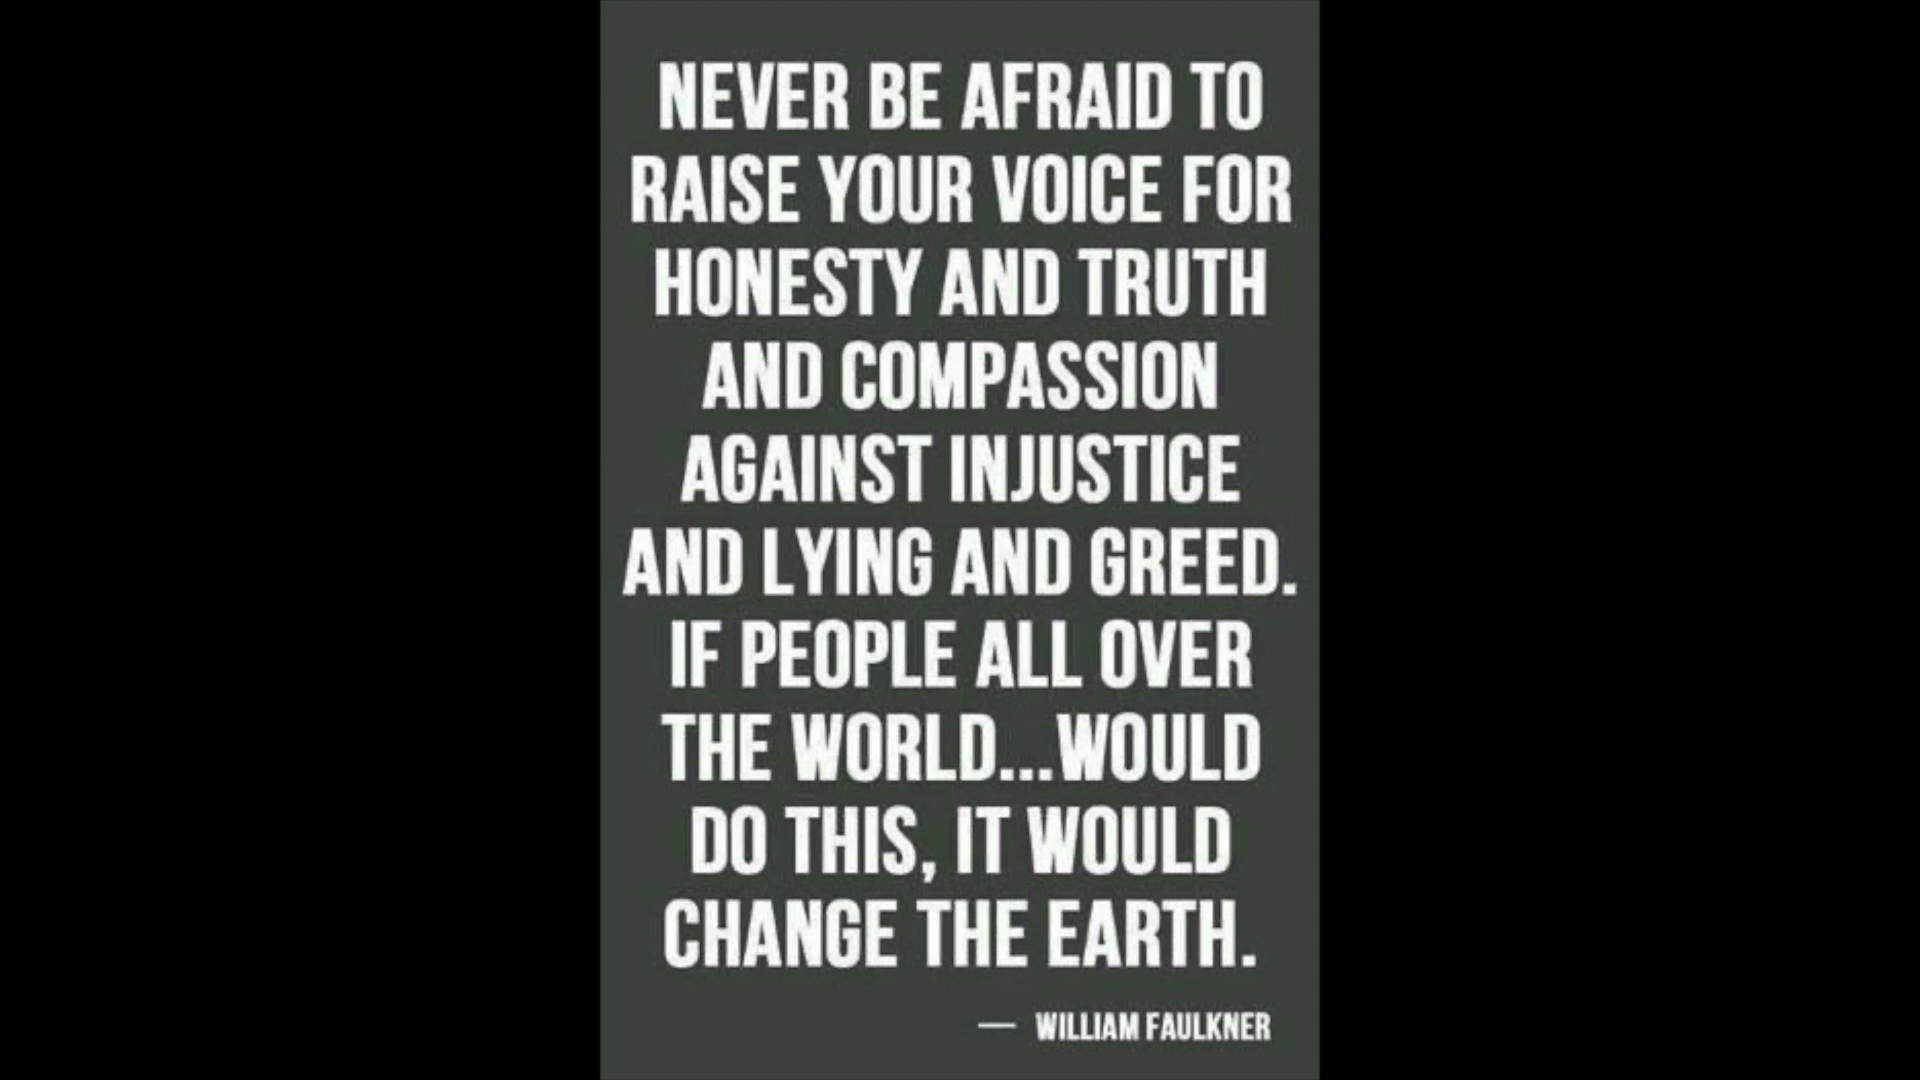 NEVER BE AFRAID TO
RAISE YOUR VOICE FOR
HONESTY AND TRUTH
AND COMPASSION
AGAINST INJUSTICE
AND LYING AND GREED.
IF PEOPLE ALL OVER
THE WORLD...WOULD
DO THIS, IT WOULD
CHANGE THE EARTH.
— WILLIAM FAULKNER